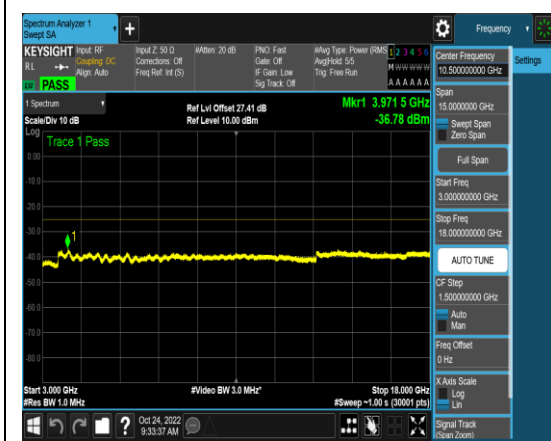 Spectrum Analyzer 1
Swept SA
Frequency
KEYSIGHT
RL
PASS
Input: RF
Coupling: DC
Align: Auto
Input Z: 50 Ω
Corrections: Off
Freq Ref: Int (S)
#Atten: 20 dB
PNO: Fast
Gate: Off
IF Gain: Low
Sig Track: Off
#Avg Type: Power (RMS
Avg|Hold: 5/5
Trig: Free Run
1 2 3 4 5 6
M W W W W W
A A A A A A
1 Spectrum
Scale/Div 10 dB
Ref Lvl Offset 27.41 dB
Ref Level 10.00 dBm
Mkr1 3.971 5 GHz
-36.78 dBm
Log
Trace 1 Pass
1
0.00
-10.0
-30.0
-40.0
-50.0
-60.0
-80.0
Start 3.000 GHz
#Res BW 1.0 MHz
#Video BW 3.0 MHz*
Stop 18.000 GHz
#Sweep ~1.00 s (30001 pts)
Oct 24, 2022
9:33:37 AM
Center Frequency
10.500000000 GHz
Settings
Span
15.0000000 GHz
Swept Span
Zero Span
Full Span
Start Freq
3.000000000 GHz
Stop Freq
18.000000000 GHz
AUTO TUNE
CF Step
1.500000000 GHz
Auto
Man
Freq Offset
0 Hz
X Axis Scale
Log
Lin
Signal Track
(Span Zoom)